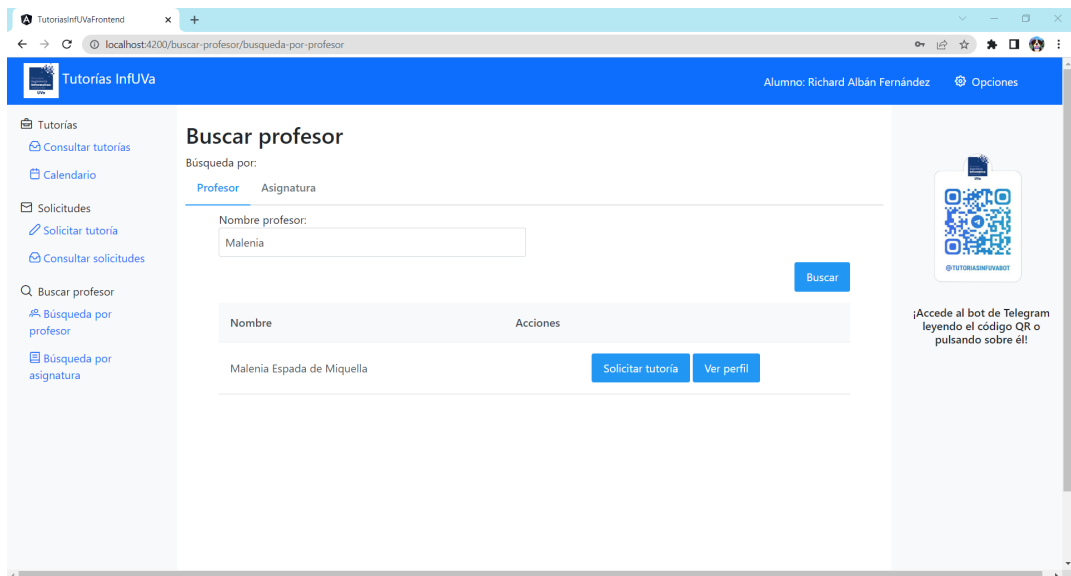 TutoriasInfUVaFrontend
localhost:4200/buscar-profesor/busqueda-por-profesor
Tutorías InfUVa
Alumno: Richard Albán Fernández
Opciones
Tutorías
Consultar tutorías
Calendario
Solicitudes
Solicitar tutoría
Consultar solicitudes
Buscar profesor
Búsqueda por
profesor
Búsqueda por
asignatura
Buscar profesor
Búsqueda por:
Profesor Asignatura
Nombre profesor:
Malenia
Buscar
Nombre Acciones
Malenia Espada de Miquella Solicitar tutoría Ver perfil
@TUTORIASINFUVABOT
¡Accede al bot de Telegram
leyendo el código QR o
pulsando sobre él!